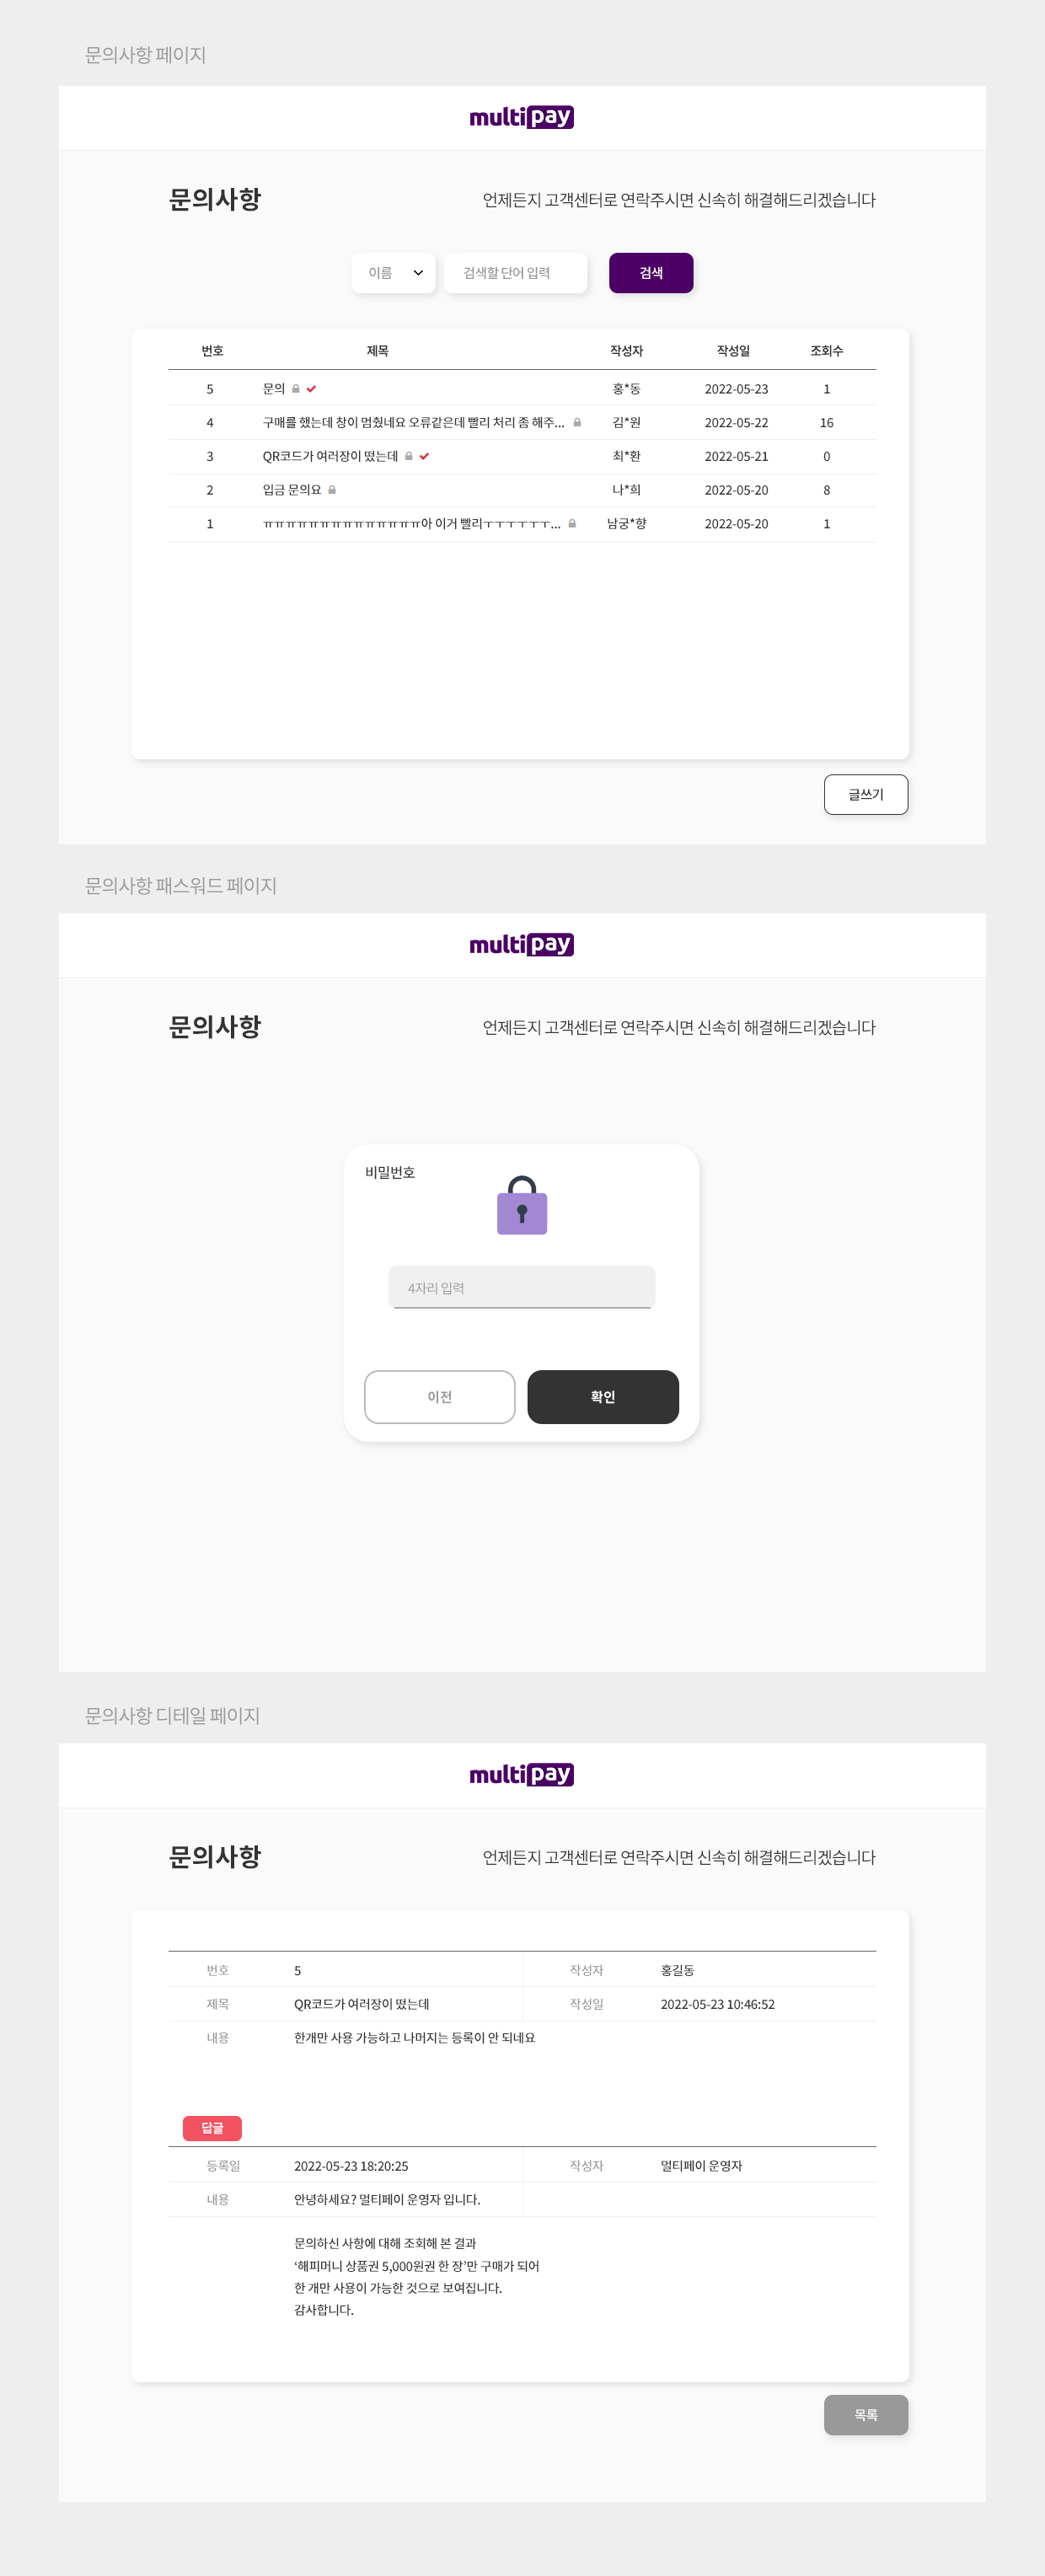 문의사항 페이지
multipay
문의사항
언제든지 고객센터로 연락주시면 신속히 해결해드리겠습니다
이름 검색할 단어 입력 검색
번호 제목 작성자 작성일 조회수
5 문의 홍*동 2022-05-23 1
4 구매를 했는데 창이 멈췄네요 오류같은데 빨리 처리 좀 해주... 김*원 2022-05-22 16
3 QR코드가 여러장이 떴는데 최*환 2022-05-21 0
2 입금 문의요 나*희 2022-05-20 8
1 ㅠㅠㅠㅠㅠㅠㅠㅠㅠㅠㅠㅠㅠㅠ아 이거 빨리ㅜㅜㅜㅜㅜㅜ... 남궁*향 2022-05-20 1
글쓰기
문의사항 패스워드 페이지
multipay
문의사항
언제든지 고객센터로 연락주시면 신속히 해결해드리겠습니다
비밀번호
4자리 입력
이전 확인
문의사항 디테일 페이지
multipay
문의사항
언제든지 고객센터로 연락주시면 신속히 해결해드리겠습니다
번호 5 작성자 홍길동
제목 QR코드가 여러장이 떴는데 작성일 2022-05-23 10:46:52
내용 한개만 사용 가능하고 나머지는 등록이 안 되네요
답글
등록일 2022-05-23 18:20:25 작성자 멀티페이 운영자
내용 안녕하세요? 멀티페이 운영자 입니다.
문의하신 사항에 대해 조회해 본 결과
‘해피머니 상품권 5,000원권 한 장’만 구매가 되어
한 개만 사용이 가능한 것으로 보여집니다.
감사합니다.
목록